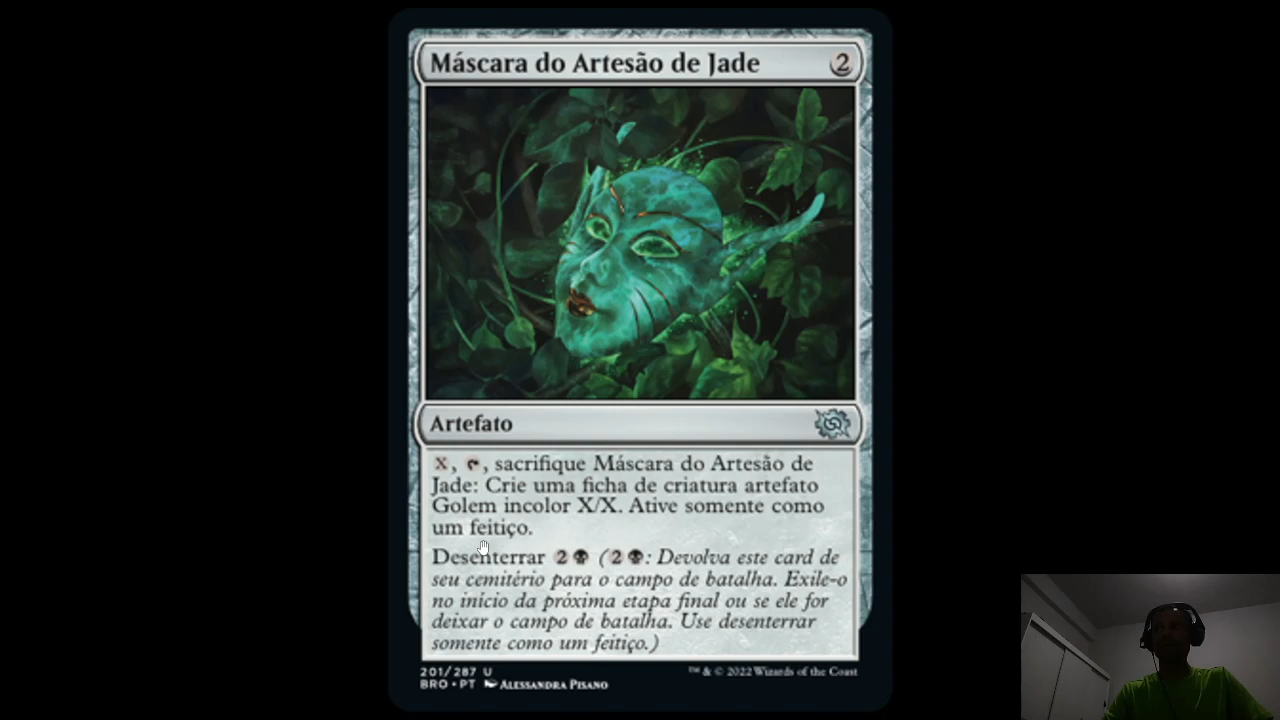 Máscara do Artesão de Jade 2
Artefato
X, , sacrifique Máscara do Artesão de
Jade: Crie uma ficha de criatura artefato
Golem incolor X/X. Ative somente como
um feitiço.
Desenterrar 2 (2: Devolva este card de
seu cemitério para o campo de batalha. Exile-o
no início da próxima etapa final ou se ele for
deixar o campo de batalha. Use desenterrar
somente como um feitiço.)
201/287 U
™ & © 2022 Wizards of the Coast
BRO • PT Alessandra Pisano